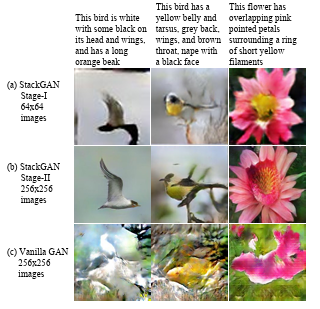 This bird is white
with some black on
its head and wings,
and has a long
orange beak
This bird has a
yellow belly and
tarsus, grey back,
wings, and brown
throat, nape with
a black face
This flower has
overlapping pink
pointed petals
surrounding a ring
of short yellow
filaments
(a) StackGAN
Stage-I
64x64
images
(b) StackGAN
Stage-II
256x256
images
(c) Vanilla GAN
256x256
images